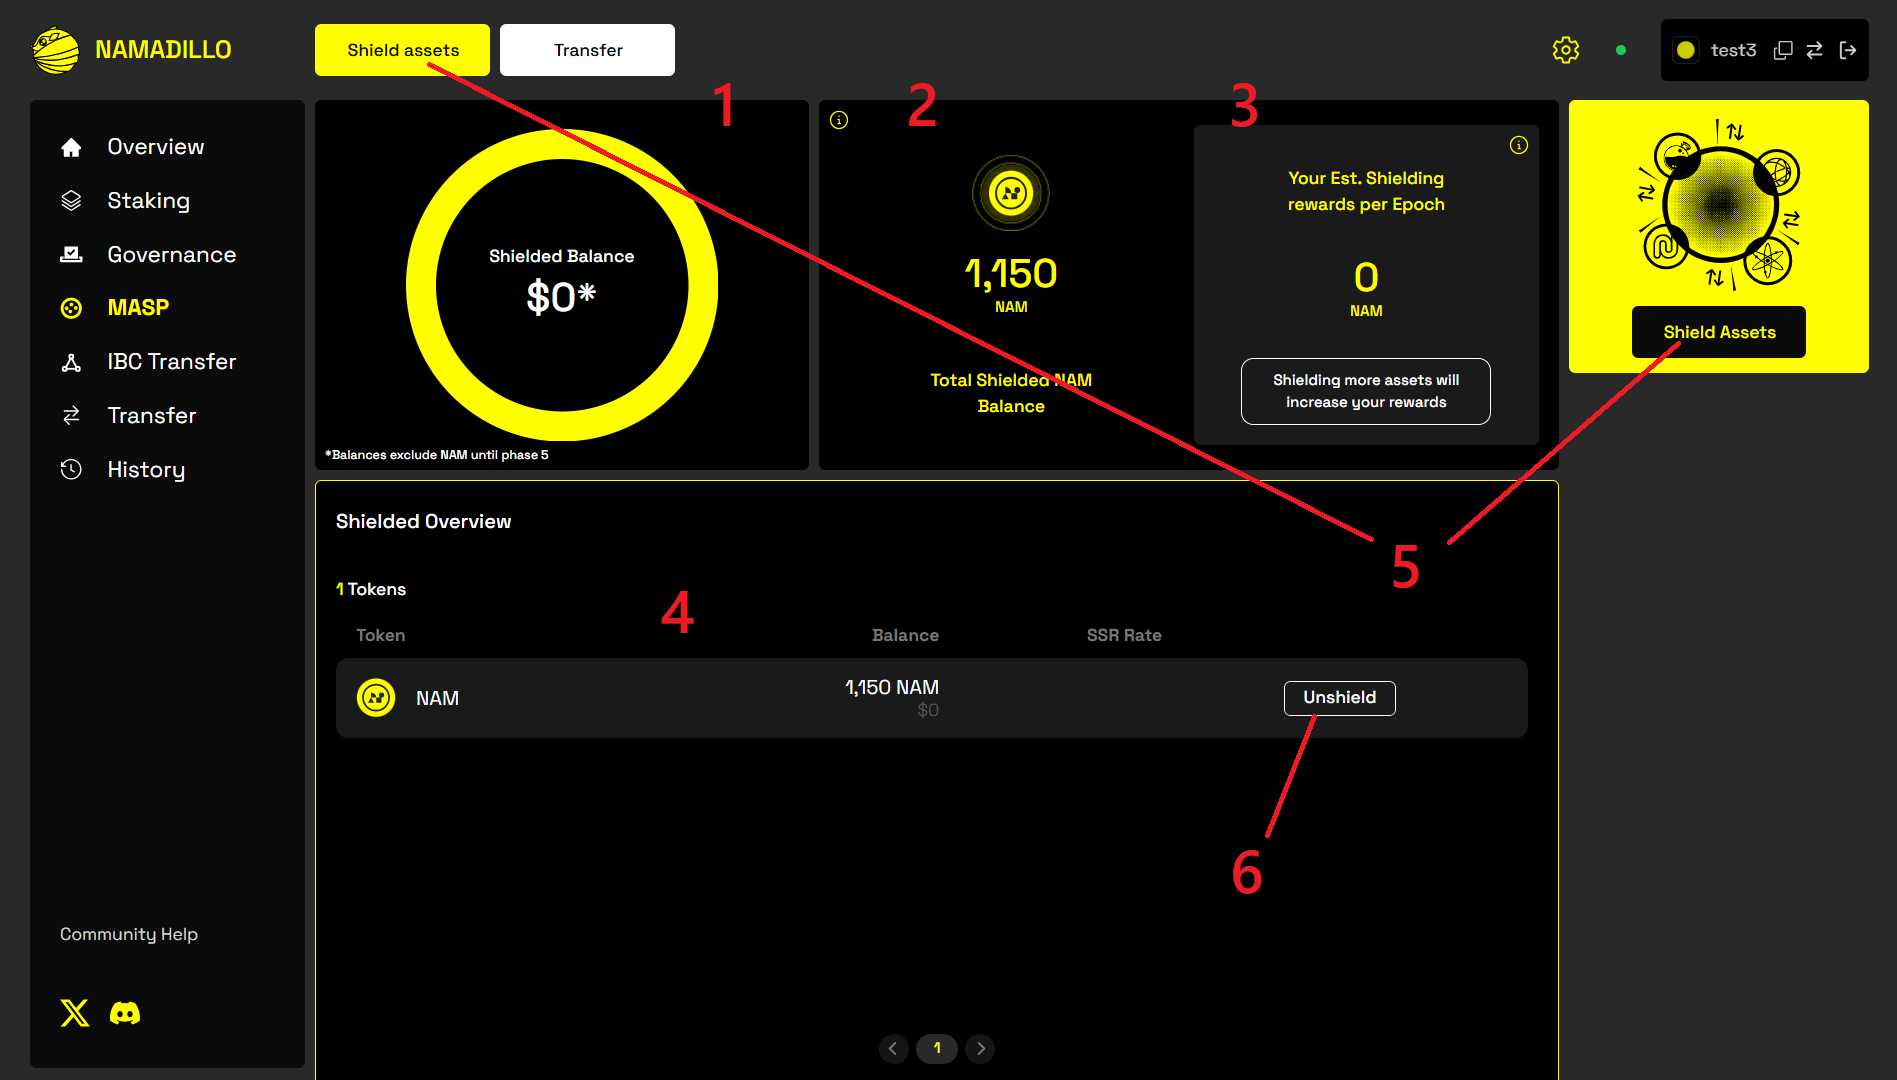 NAMADILLO
Shield assets
Transfer
test3
Overview
Staking
Governance
MASP
IBC Transfer
Transfer
History
Community Help
1
Shielded Balance
$0*
*Balances exclude NAM until phase 5
2
1,150
NAM
Total Shielded NAM
Balance
3
Your Est. Shielding
rewards per Epoch
0
NAM
Shielding more assets will
increase your rewards
Shield Assets
5
Shielded Overview
1 Tokens
4
Token Balance SSR Rate
NAM
1,150 NAM
$0
Unshield
6
1